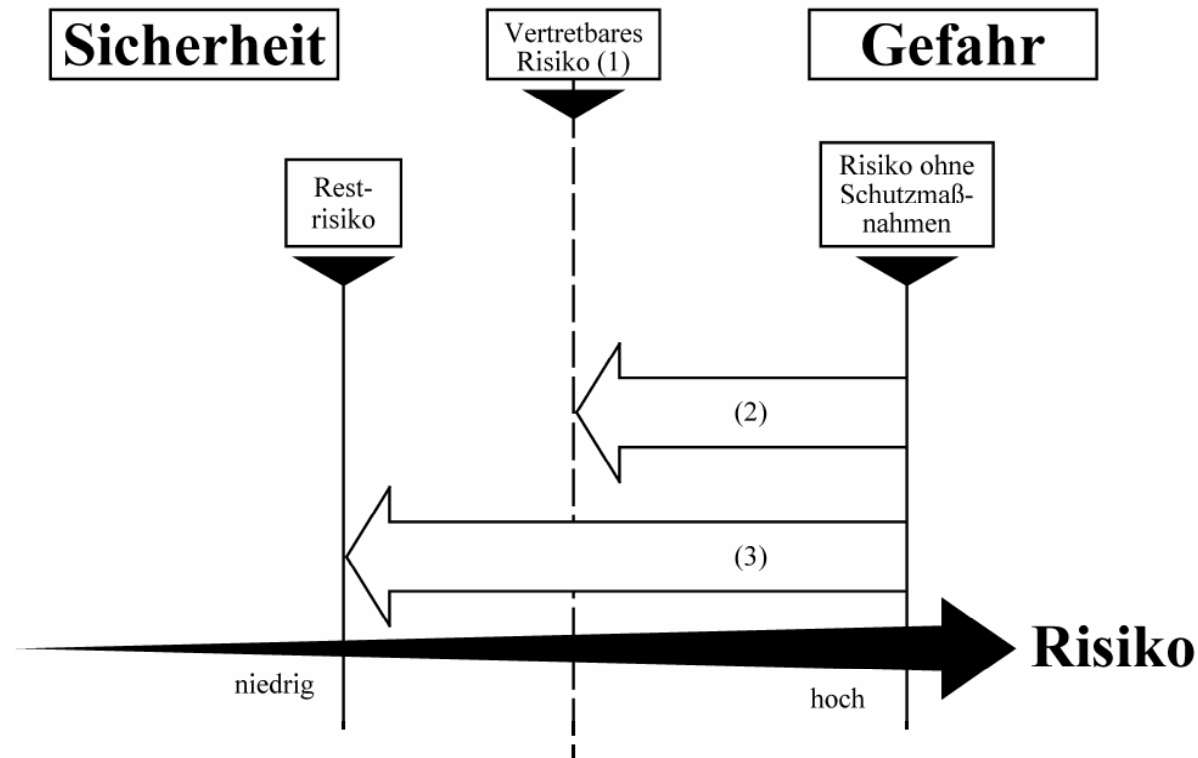 Sicherheit
Vertretbares
Risiko (1)
Gefahr
Rest-
risiko
Risiko ohne
Schutzmaß-
nahmen
(2)
(3)
Risiko
niedrig
hoch